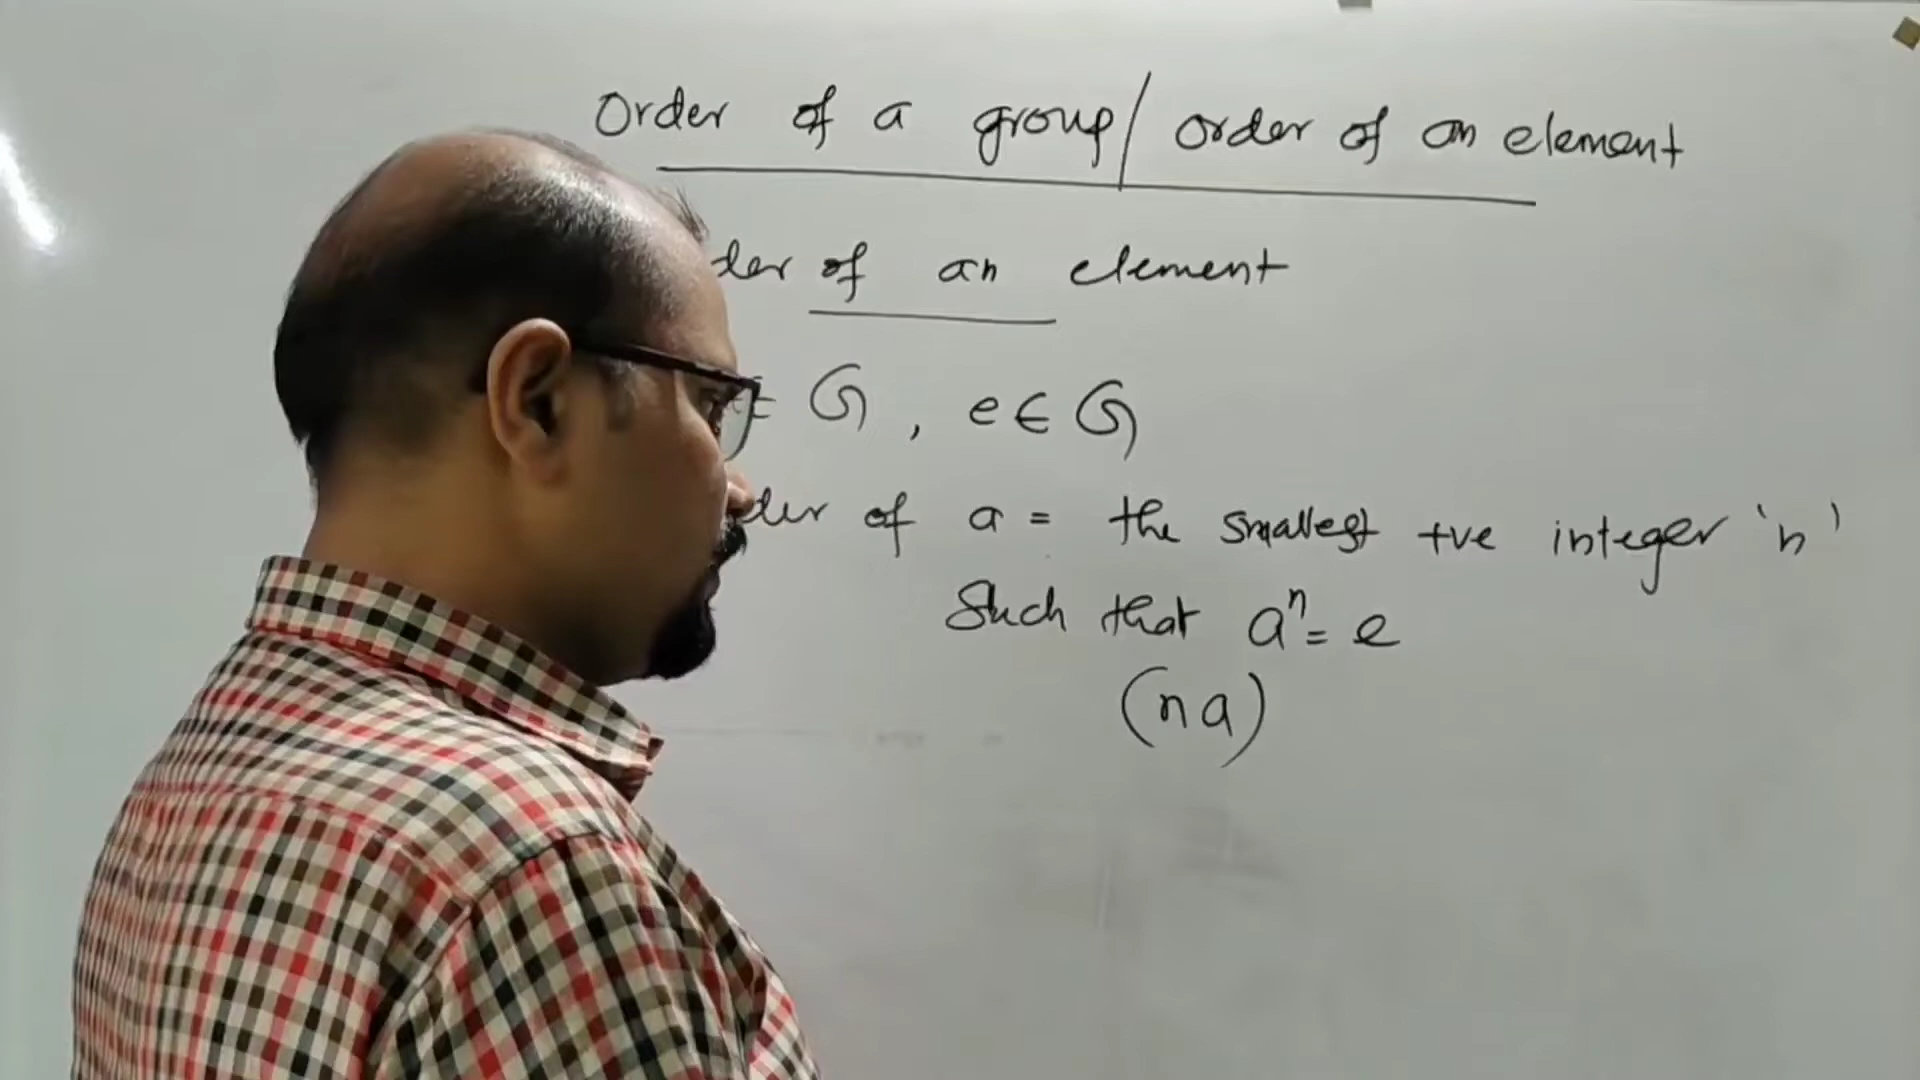 Order of a group/ order of an element
der of an element
∈ G, e ∈ G
der of a = the smallest +ve integer 'n'
Such that aⁿ = e
(na)